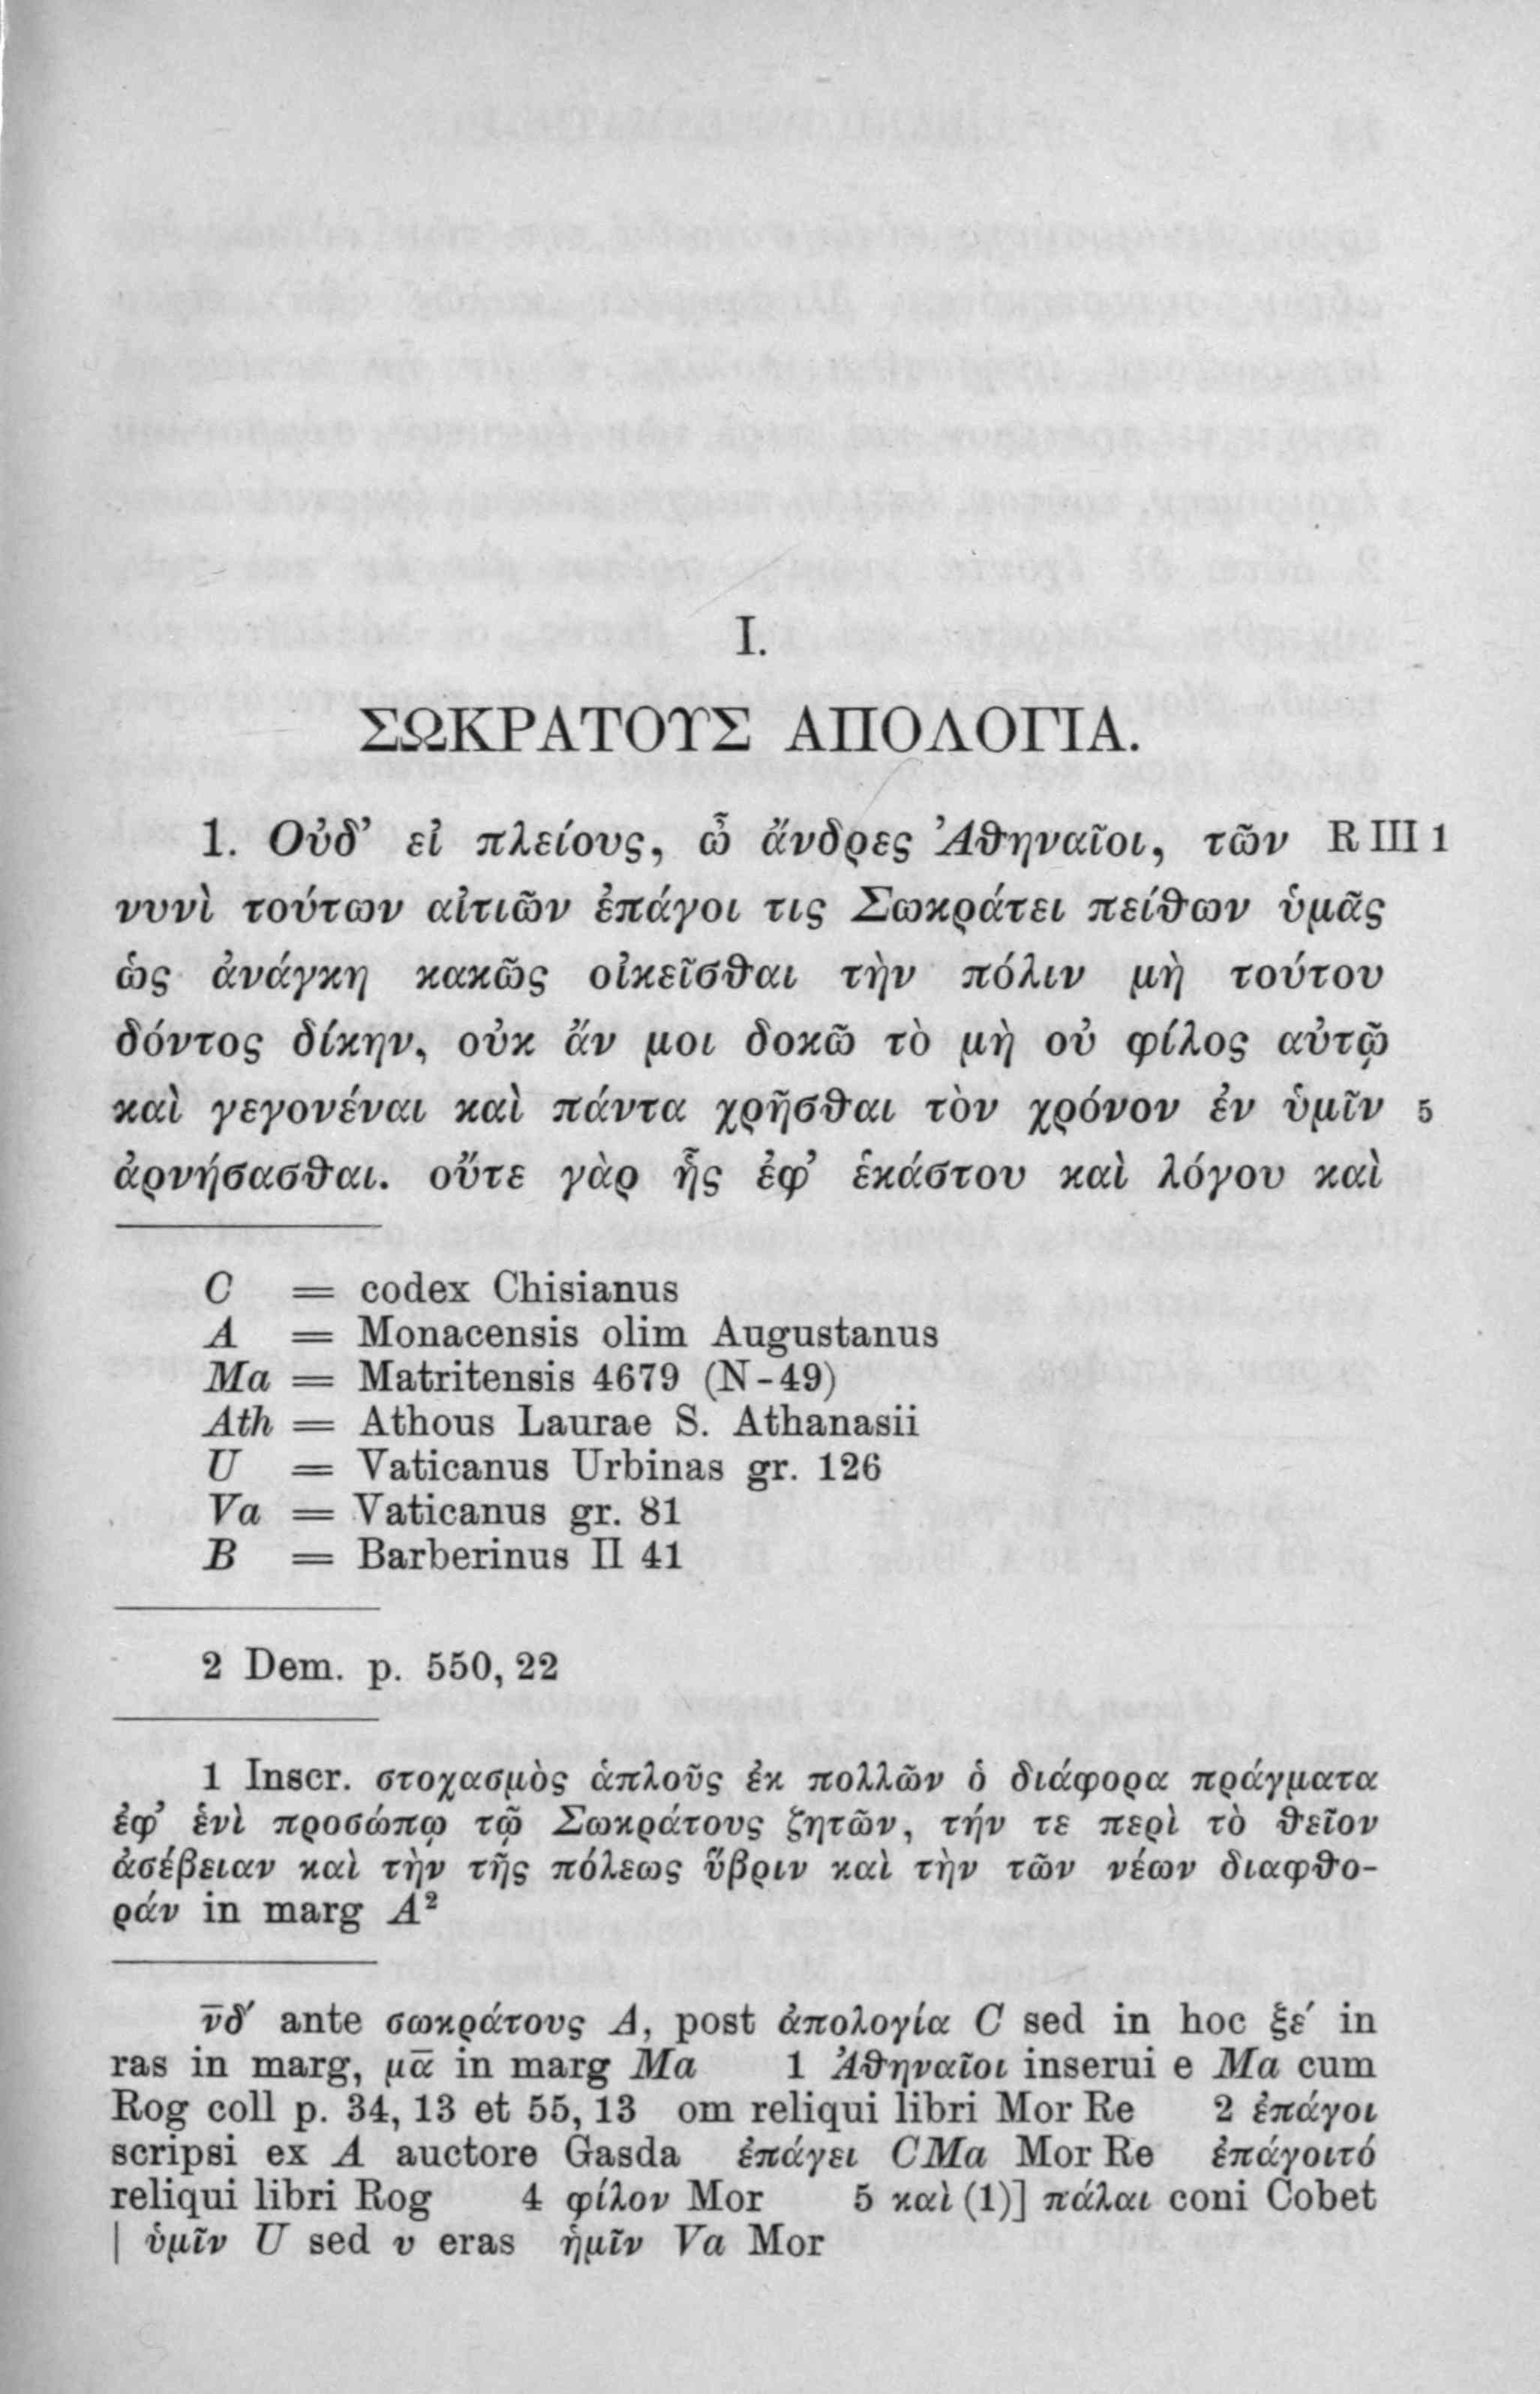 I.
ΣΩΚΡΑΤΟΥΣ ΑΠΟΛΟΓΙΑ.
1. Οὐδ’ εἰ πλείους, ὦ ἄνδρες Ἀθηναῖοι, τῶν R III 1
νυνὶ τούτων αἰτιῶν ἐπάγοι τις Σωκράτει πείθων ὑμᾶς
ὡς ἀνάγκη κακῶς οἰκεῖσθαι τὴν πόλιν μὴ τούτου
δόντος δίκην, οὐκ ἄν μοι δοκῶ τὸ μὴ οὐ φίλος αὐτῷ
καὶ γεγονέναι καὶ πάντα χρῆσθαι τὸν χρόνον ἐν ὑμῖν 5
ἀρνήσασθαι. οὔτε γὰρ ἧς ἐφ’ ἑκάστου καὶ λόγου καὶ
C = codex Chisianus
A = Monacensis olim Augustanus
Ma = Matritensis 4679 (N-49)
Ath = Athous Laurae S. Athanasii
U = Vaticanus Urbinas gr. 126
Va = Vaticanus gr. 81
B = Barberinus II 41
2 Dem. p. 550, 22
1 Inscr. στοχασμὸς ἁπλοῦς ἐκ πολλῶν ὁ διάφορα πράγματα
ἐφ’ ἑνὶ προσώπῳ τῷ Σωκράτους ζητῶν, τήν τε περὶ τὸ θεῖον
ἀσέβειαν καὶ τὴν τῆς πόλεως ὕβριν καὶ τὴν τῶν νέων διαφθο-
ράν in marg A²
ν̄δ´ ante σωκράτους A, post ἀπολογία C sed in hoc ξε´ in
ras in marg, μᾱ in marg Ma 1 Ἀθηναῖοι inserui e Ma cum
Rog coll p. 34, 13 et 55, 13 om reliqui libri Mor Re 2 ἐπάγοι
scripsi ex A auctore Gasda ἐπάγει CMa Mor Re ἐπάγοιτό
reliqui libri Rog 4 φίλον Mor 5 καὶ (1)] πάλαι coni Cobet
| ὑμῖν U sed υ eras ἡμῖν Va Mor